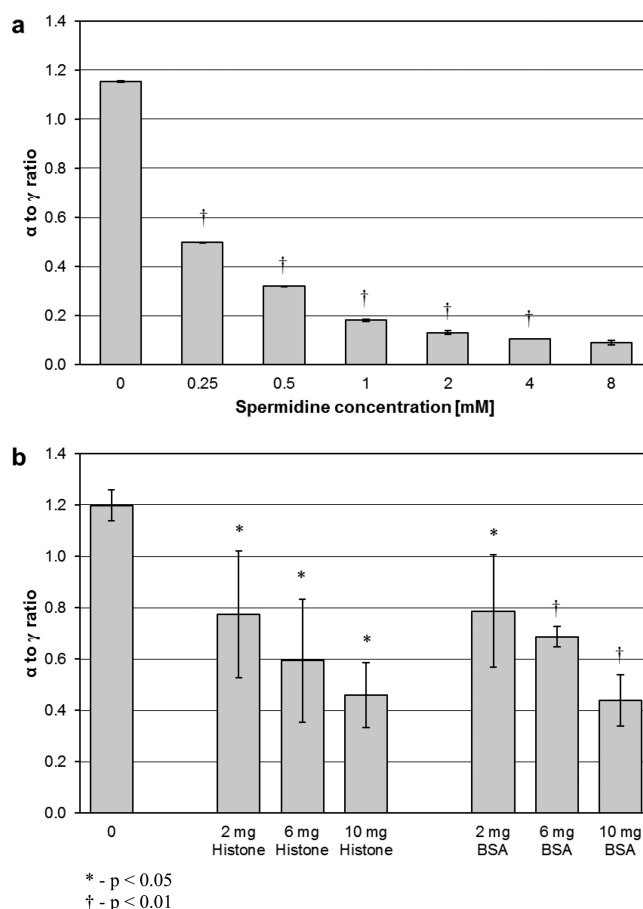 a
1.4
1.2
1.0
0.8
0.6
0.4
0.2
0.0
α to γ ratio
† † † † †
0 0.25 0.5 1 2 4 8
Spermidine concentration [mM]
b
1.4
1.2
1.0
0.8
0.6
0.4
0.2
0.0
α to γ ratio
* * * * † †
0 2 mg 6 mg 10 mg 2 mg 6 mg 10 mg
Histone Histone Histone BSA BSA BSA
* - p < 0.05
† - p < 0.01